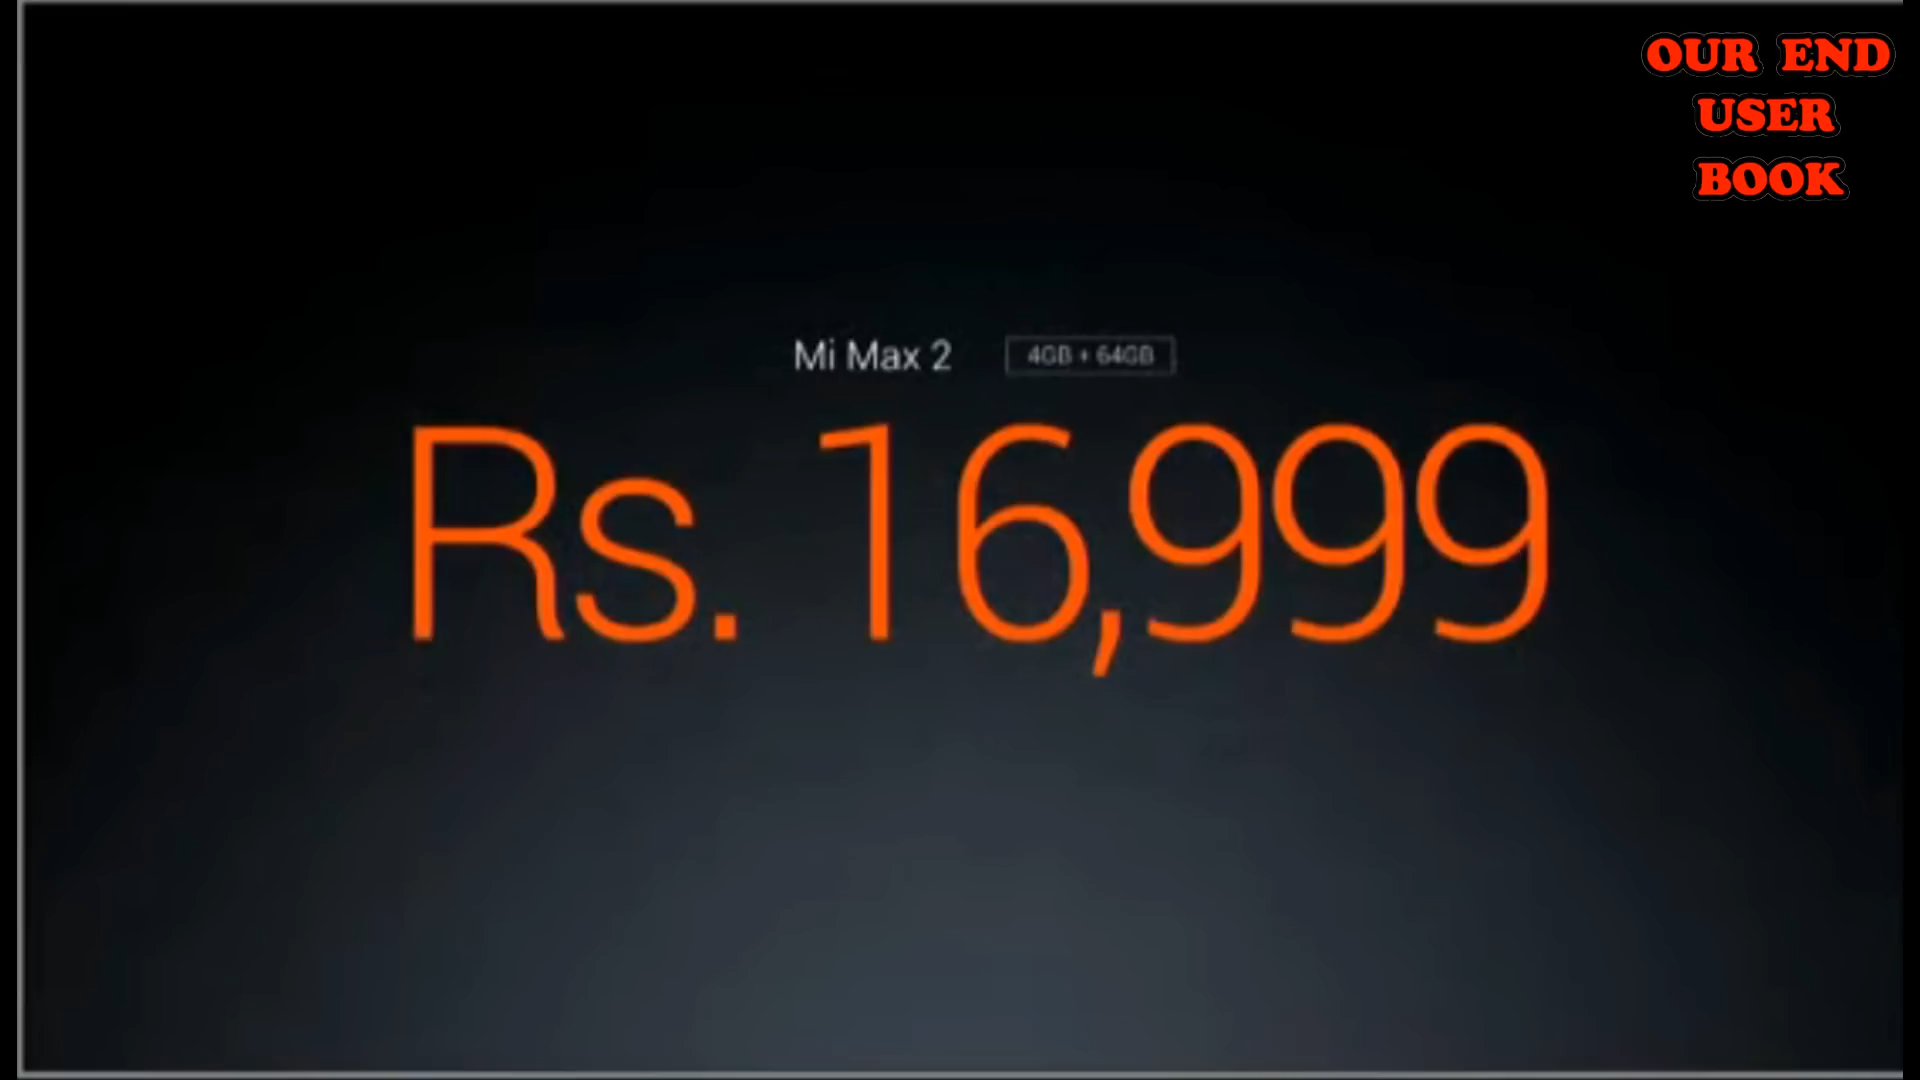 OUR END
USER
BOOK
Mi Max 2 4GB + 64GB
Rs. 16,999